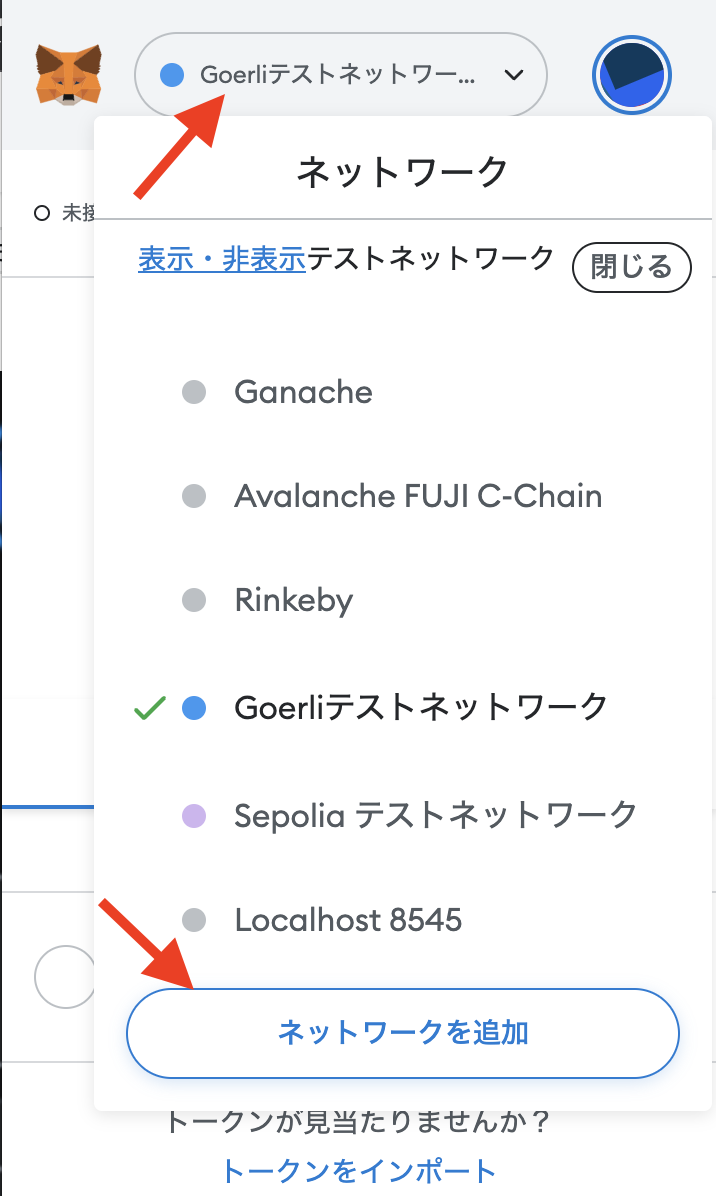 Goerliテストネットワー...
ネットワーク
未接
表示・非表示テストネットワーク
閉じる
Ganache
Avalanche FUJI C-Chain
Rinkeby
Goerliテストネットワーク
Sepolia テストネットワーク
Localhost 8545
ネットワークを追加
トークンが見当たりませんか？
トークンをインポート